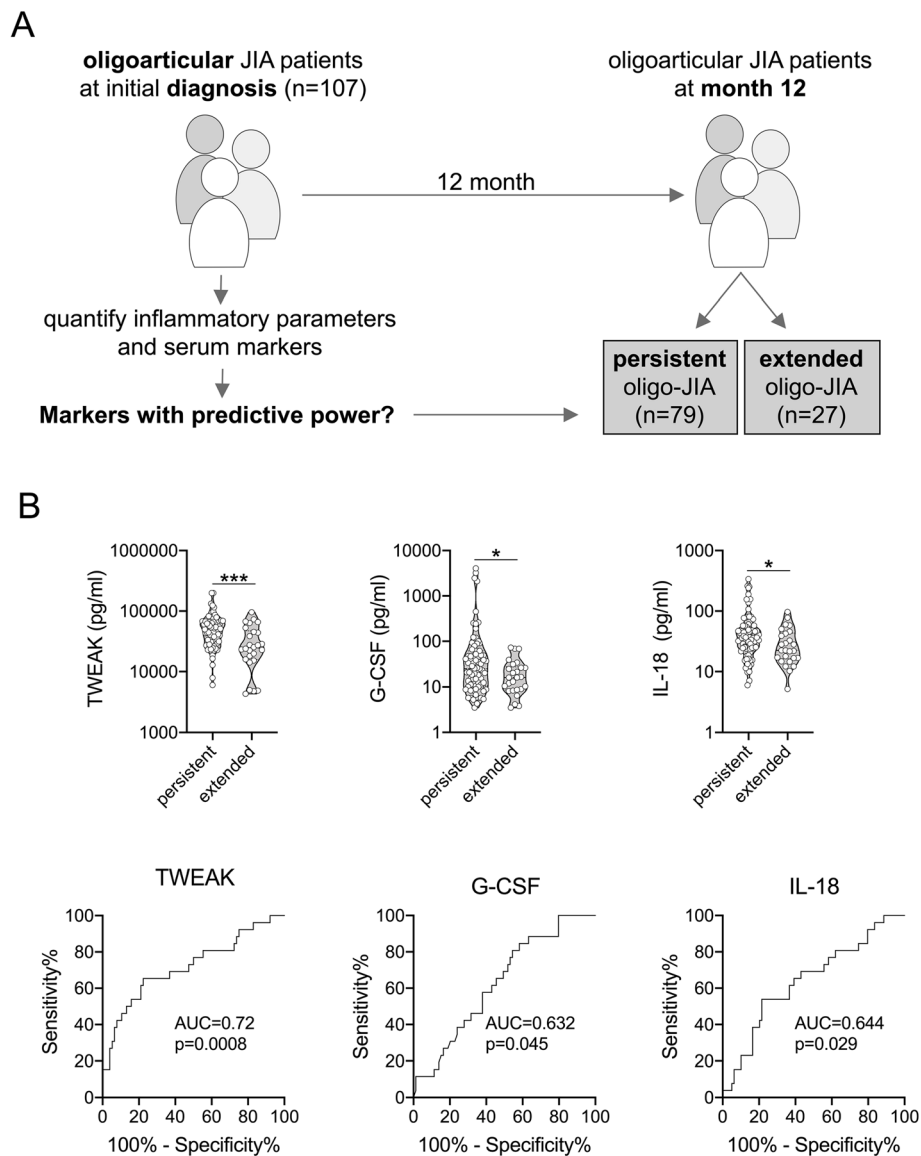 A
oligoarticular JIA patients
at initial diagnosis (n=107)
oligoarticular JIA patients
at month 12
12 month
quantify inflammatory parameters
and serum markers
Markers with predictive power?
persistent
oligo-JIA
(n=79)
extended
oligo-JIA
(n=27)
B
TWEAK (pg/ml)
1000000
100000
10000
1000
***
persistent
extended
G-CSF (pg/ml)
10000
1000
100
10
1
*
persistent
extended
IL-18 (pg/ml)
1000
100
10
1
*
persistent
extended
TWEAK
Sensitivity%
100
80
60
40
20
0
AUC=0.72
p=0.0008
0 20 40 60 80 100
100% - Specificity%
G-CSF
Sensitivity%
100
80
60
40
20
0
AUC=0.632
p=0.045
0 20 40 60 80 100
100% - Specificity%
IL-18
Sensitivity%
100
80
60
40
20
0
AUC=0.644
p=0.029
0 20 40 60 80 100
100% - Specificity%